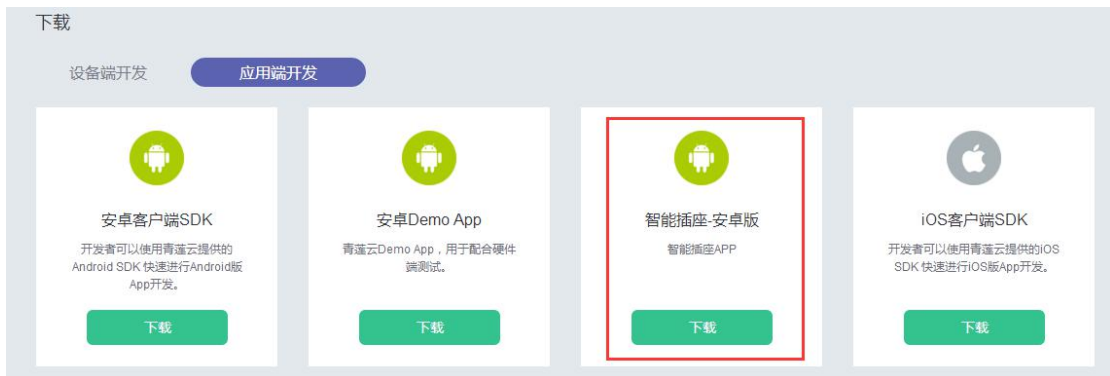 下载
设备端开发
应用端开发
安卓客户端SDK
开发者可以使用青莲云提供的
Android SDK 快速进行Android版
App开发。
下载
安卓Demo App
青莲云Demo App，用于配合硬件
端测试。
下载
智能插座-安卓版
智能插座APP
下载
iOS客户端SDK
开发者可以使用青莲云提供的iOS
SDK 快速进行iOS版App开发。
下载